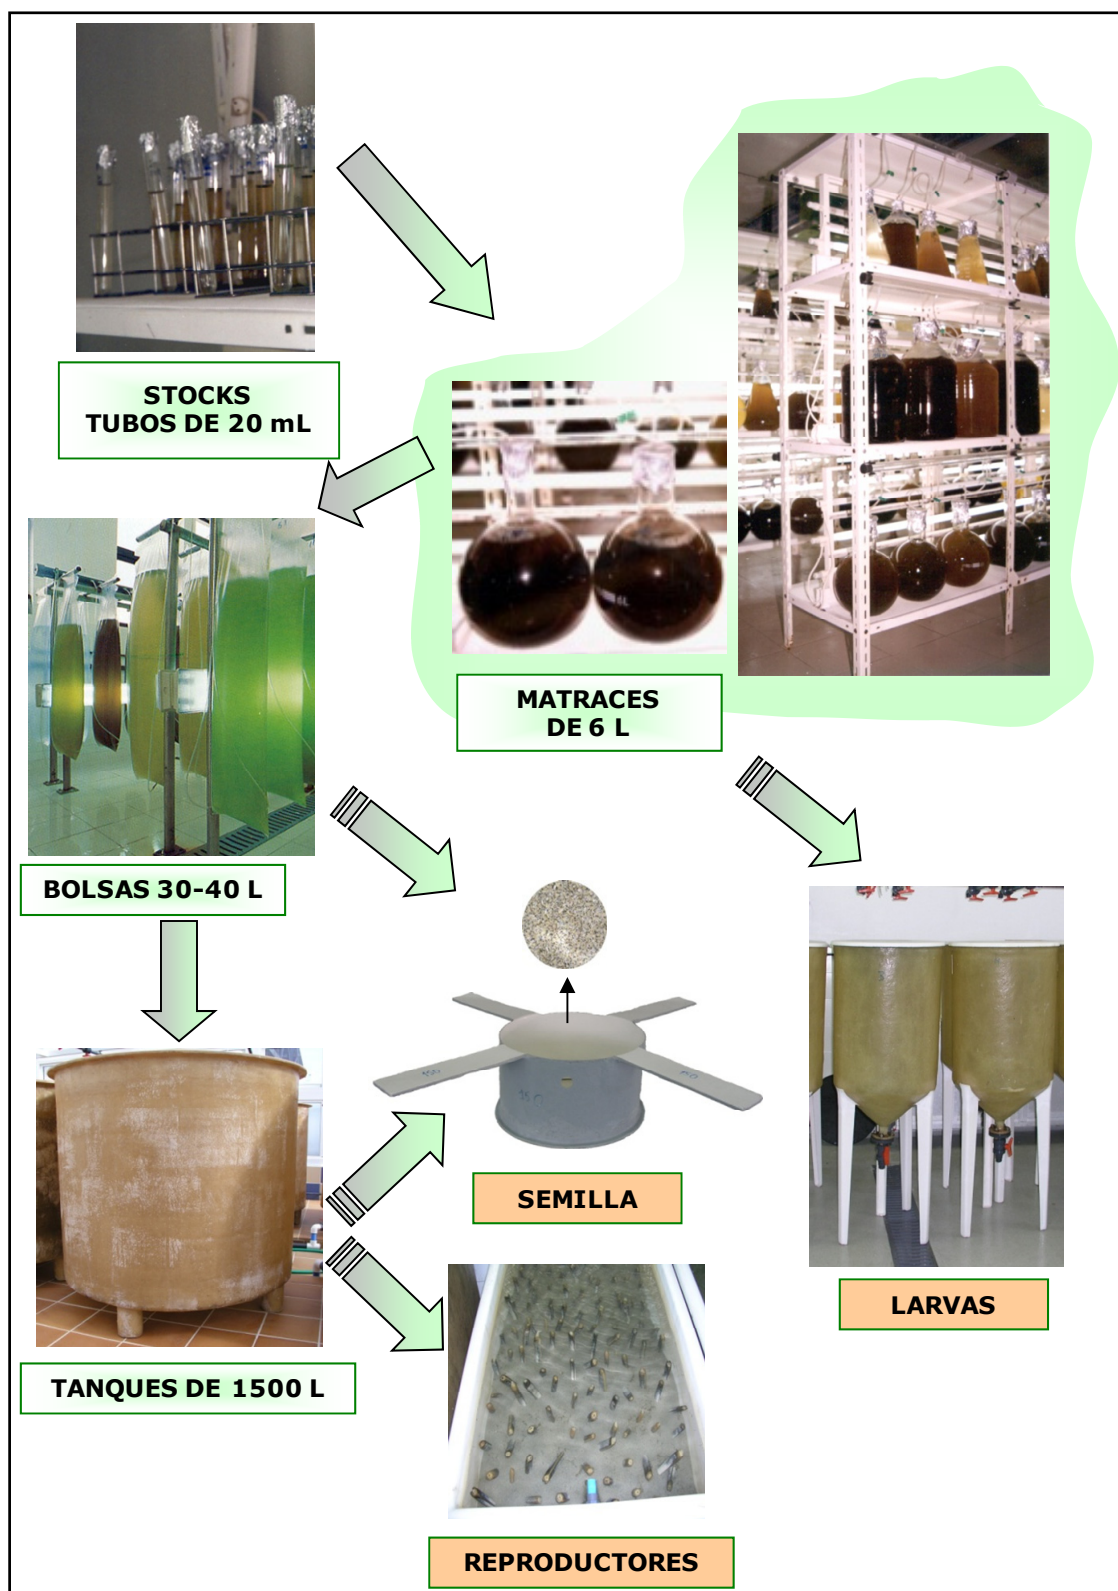 STOCKS
TUBOS DE 20 mL
MATRACES
DE 6 L
BOLSAS 30-40 L
SEMILLA
LARVAS
TANQUES DE 1500 L
REPRODUCTORES